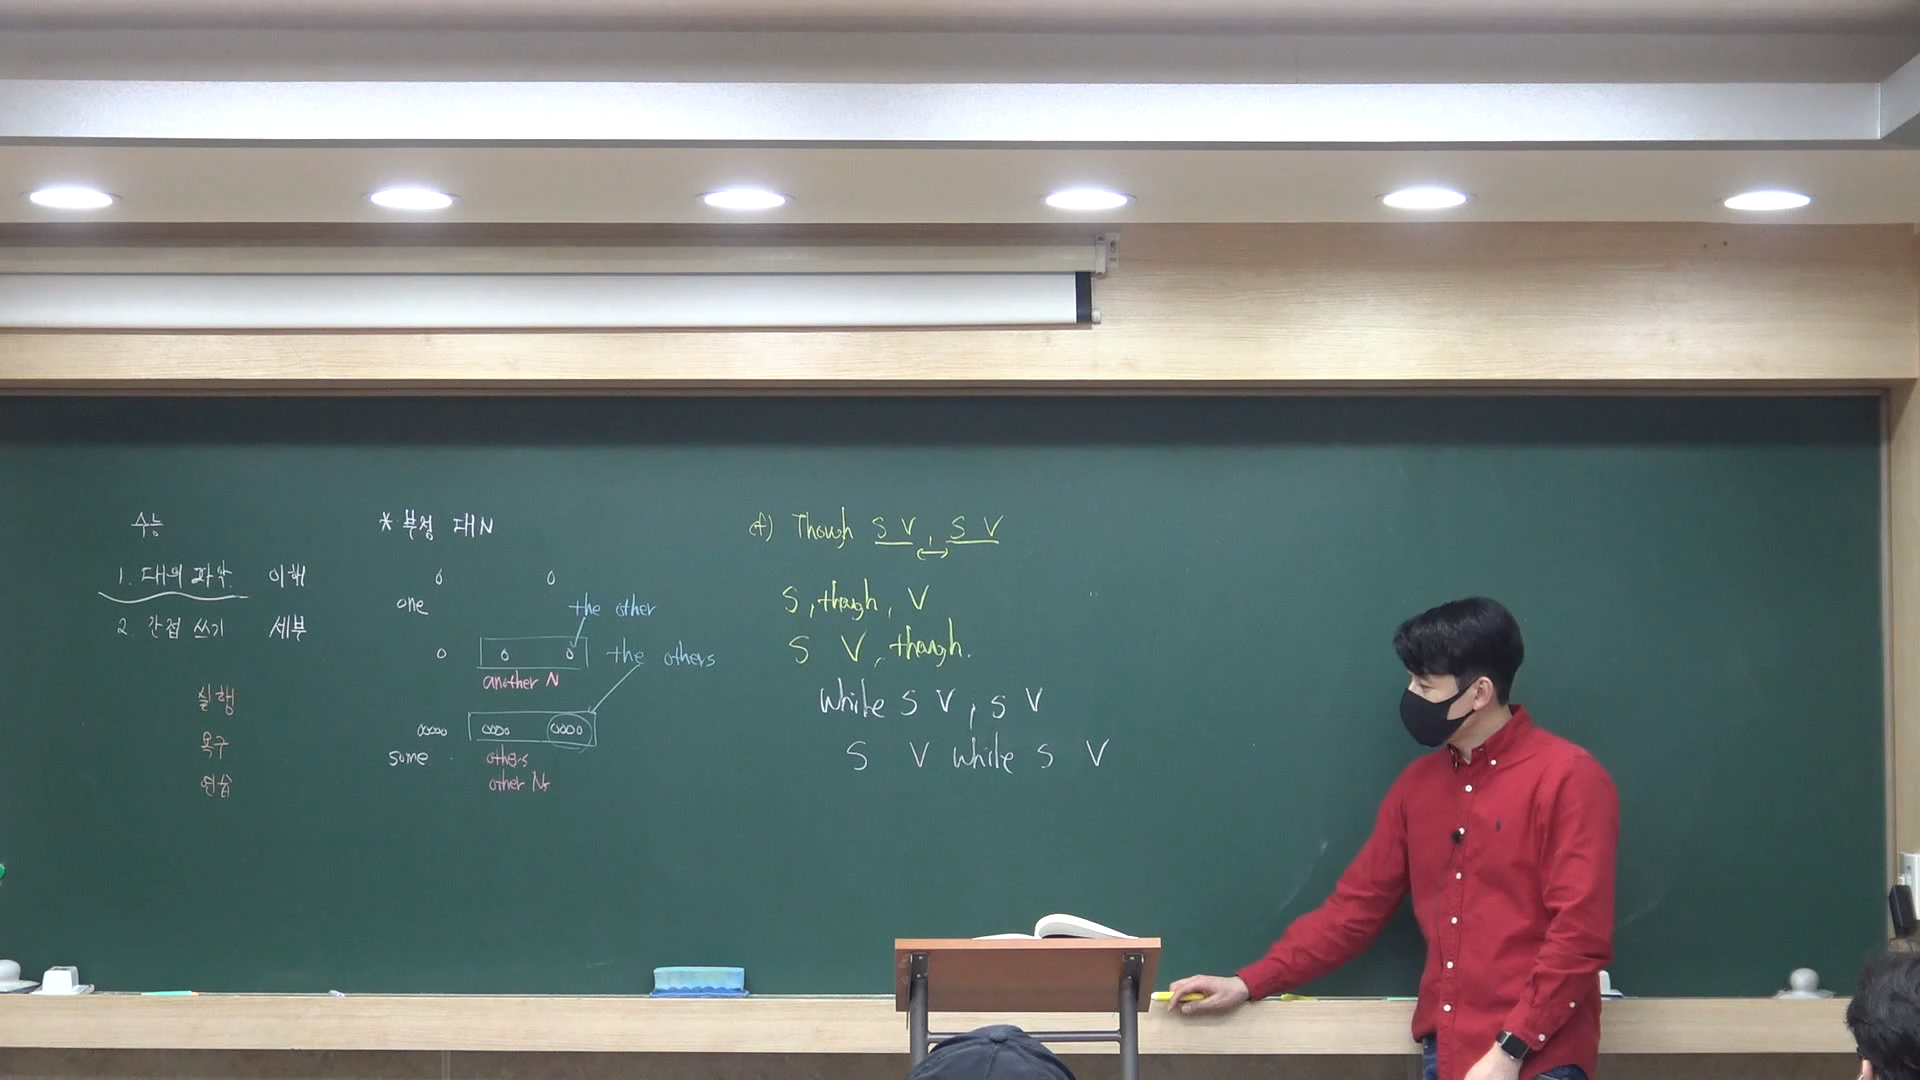 수능
1. 대의 파악 이해
2. 간접 쓰기 세부
실행
욕구
연습
* 부정 대N
one
the other
another N
the others
some
others
other Ns
cf) Though S V, S V
S, though, V
S V, though.
While S V, S V
S V while S V